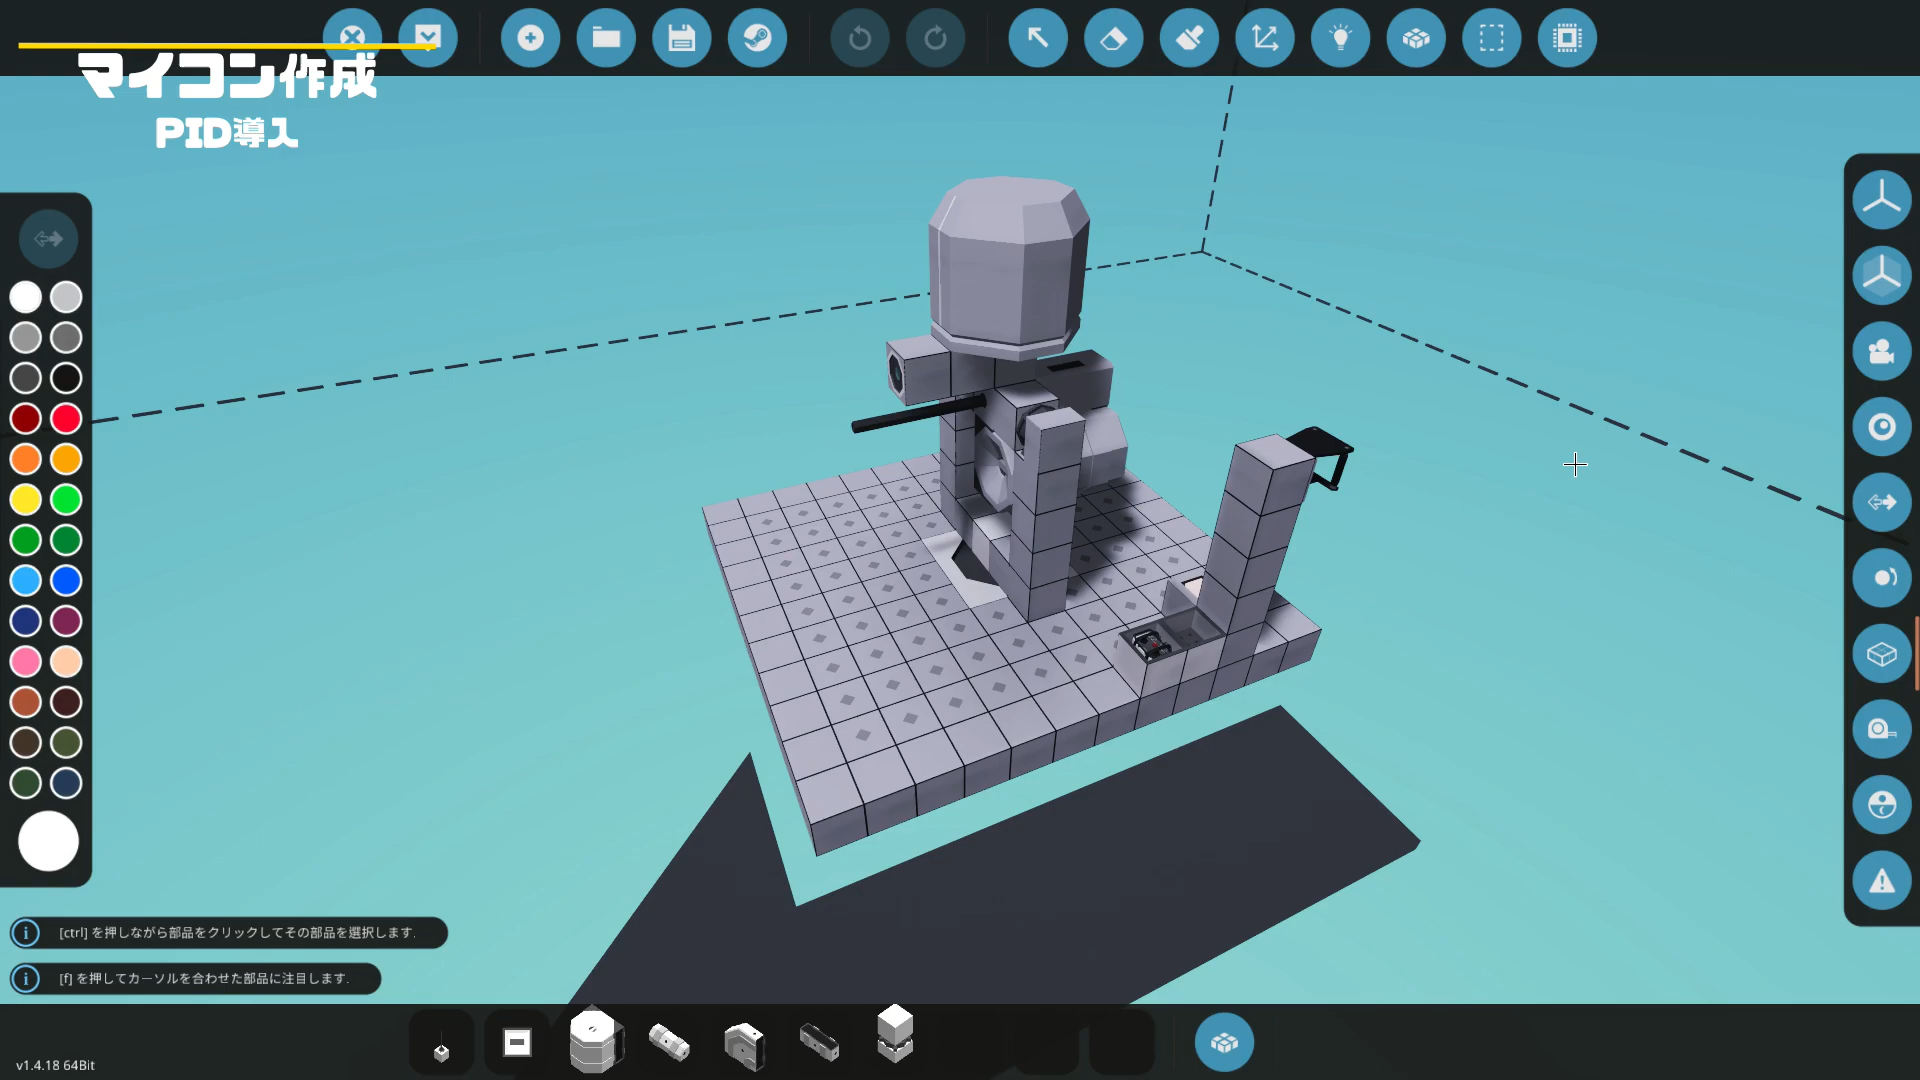 マイコン作成
PID導入
[ctrl] を押しながら部品をクリックしてその部品を選択します.
[f] を押してカーソルを合わせた部品に注目します.
v1.4.18 64Bit